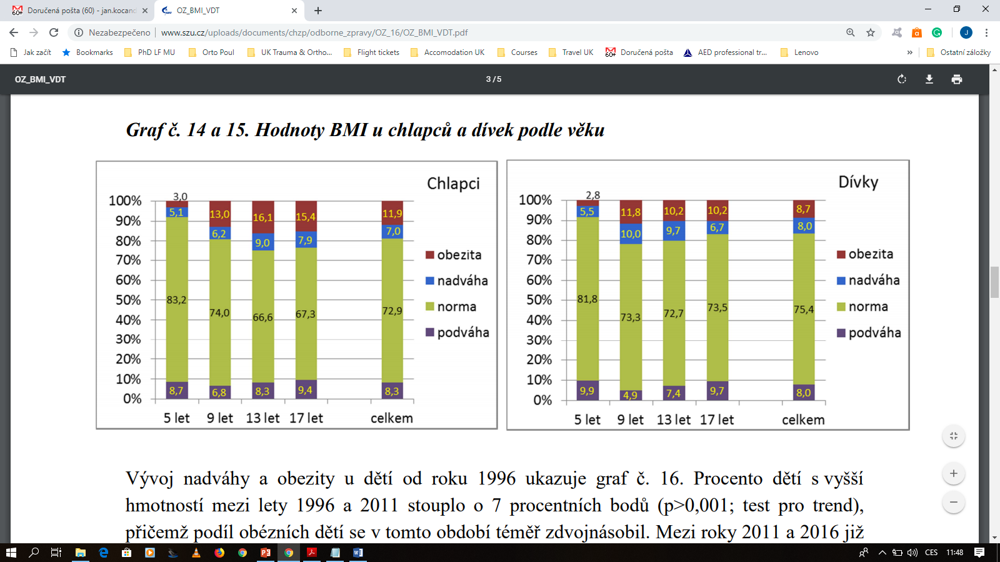 Doručená pošta (60) - jan.kocand
OZ_BMI_VDT
Nezabezpečeno | www.szu.cz/uploads/documents/chzp/odborne_zpravy/OZ_16/OZ_BMI_VDT.pdf
J
Jak začít
Bookmarks
PhD LF MU
Orto Poul
UK Trauma & Ortho...
Flight tickets
Accomodation UK
Courses
Travel UK
60+
Doručená pošta
AED professional tr...
Lenovo
»
Ostatní záložky
OZ_BMI_VDT
3 / 5
Graf č. 14 a 15. Hodnoty BMI u chlapců a dívek podle věku
Chlapci
100%
90%
80%
70%
60%
50%
40%
30%
20%
10%
0%
3,0
5,1
83,2
8,7
13,0
6,2
74,0
6,8
16,1
9,0
66,6
8,3
15,4
7,9
67,3
9,4
11,9
7,0
72,9
8,3
5 let 9 let 13 let 17 let celkem
obezita
nadváha
norma
podváha
Dívky
100%
90%
80%
70%
60%
50%
40%
30%
20%
10%
0%
2,8
5,5
81,8
9,9
11,8
10,0
73,3
4,9
10,2
9,7
72,7
7,4
10,2
6,7
73,5
9,7
8,7
8,0
75,4
8,0
5 let 9 let 13 let 17 let celkem
obezita
nadváha
norma
podváha
Vývoj nadváhy a obezity u dětí od roku 1996 ukazuje graf č. 16. Procento dětí s vyšší
hmotností mezi lety 1996 a 2011 stouplo o 7 procentních bodů (p>0,001; test pro trend),
přičemž podíl obézních dětí se v tomto období téměř zdvojnásobil. Mezi roky 2011 a 2016 již
CES
11:48